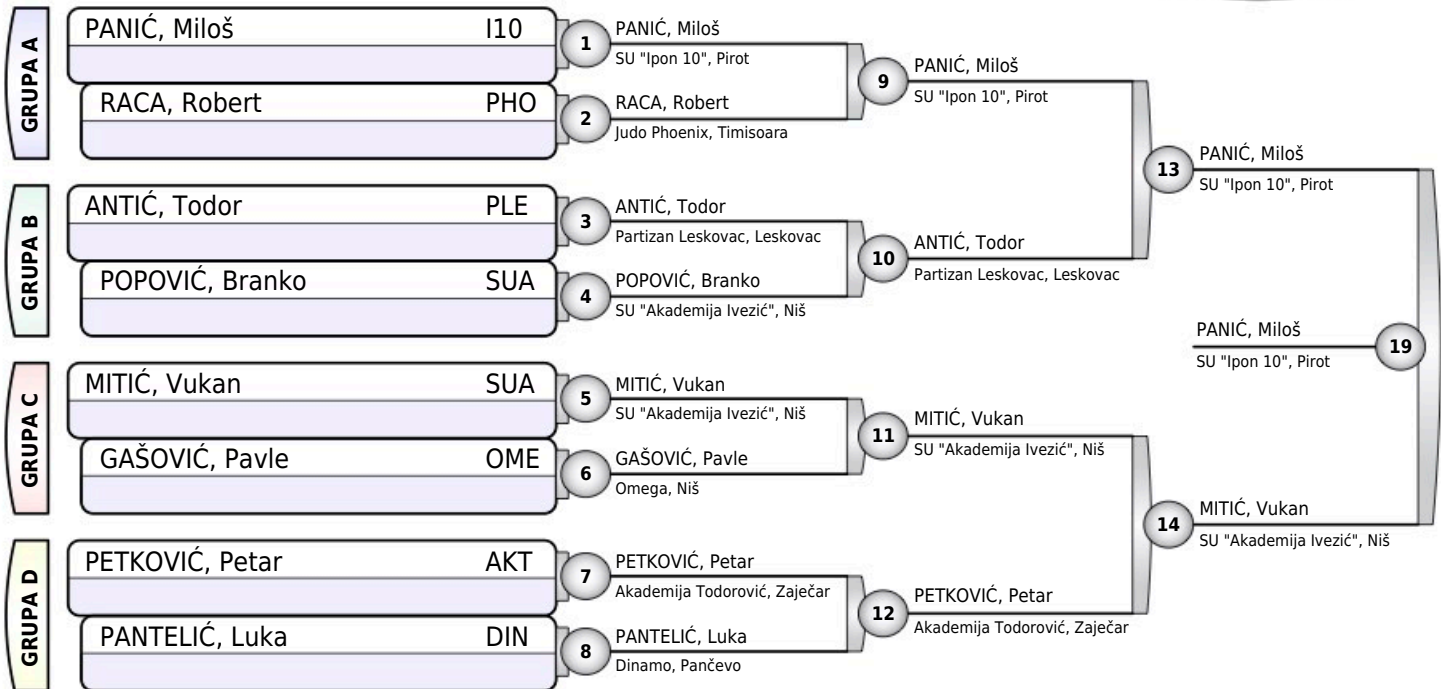 GRUPA A
PANIĆ, Miloš I10
RACA, Robert PHO
1
PANIĆ, Miloš
SU "Ipon 10", Pirot
2
RACA, Robert
Judo Phoenix, Timisoara
9
PANIĆ, Miloš
SU "Ipon 10", Pirot
GRUPA B
ANTIĆ, Todor PLE
POPOVIĆ, Branko SUA
3
ANTIĆ, Todor
Partizan Leskovac, Leskovac
4
POPOVIĆ, Branko
SU "Akademija Ivezić", Niš
10
ANTIĆ, Todor
Partizan Leskovac, Leskovac
13
PANIĆ, Miloš
SU "Ipon 10", Pirot
GRUPA C
MITIĆ, Vukan SUA
GAŠOVIĆ, Pavle OME
5
MITIĆ, Vukan
SU "Akademija Ivezić", Niš
6
GAŠOVIĆ, Pavle
Omega, Niš
11
MITIĆ, Vukan
SU "Akademija Ivezić", Niš
GRUPA D
PETKOVIĆ, Petar AKT
PANTELIĆ, Luka DIN
7
PETKOVIĆ, Petar
Akademija Todorović, Zaječar
8
PANTELIĆ, Luka
Dinamo, Pančevo
12
PETKOVIĆ, Petar
Akademija Todorović, Zaječar
14
MITIĆ, Vukan
SU "Akademija Ivezić", Niš
PANIĆ, Miloš
SU "Ipon 10", Pirot
19